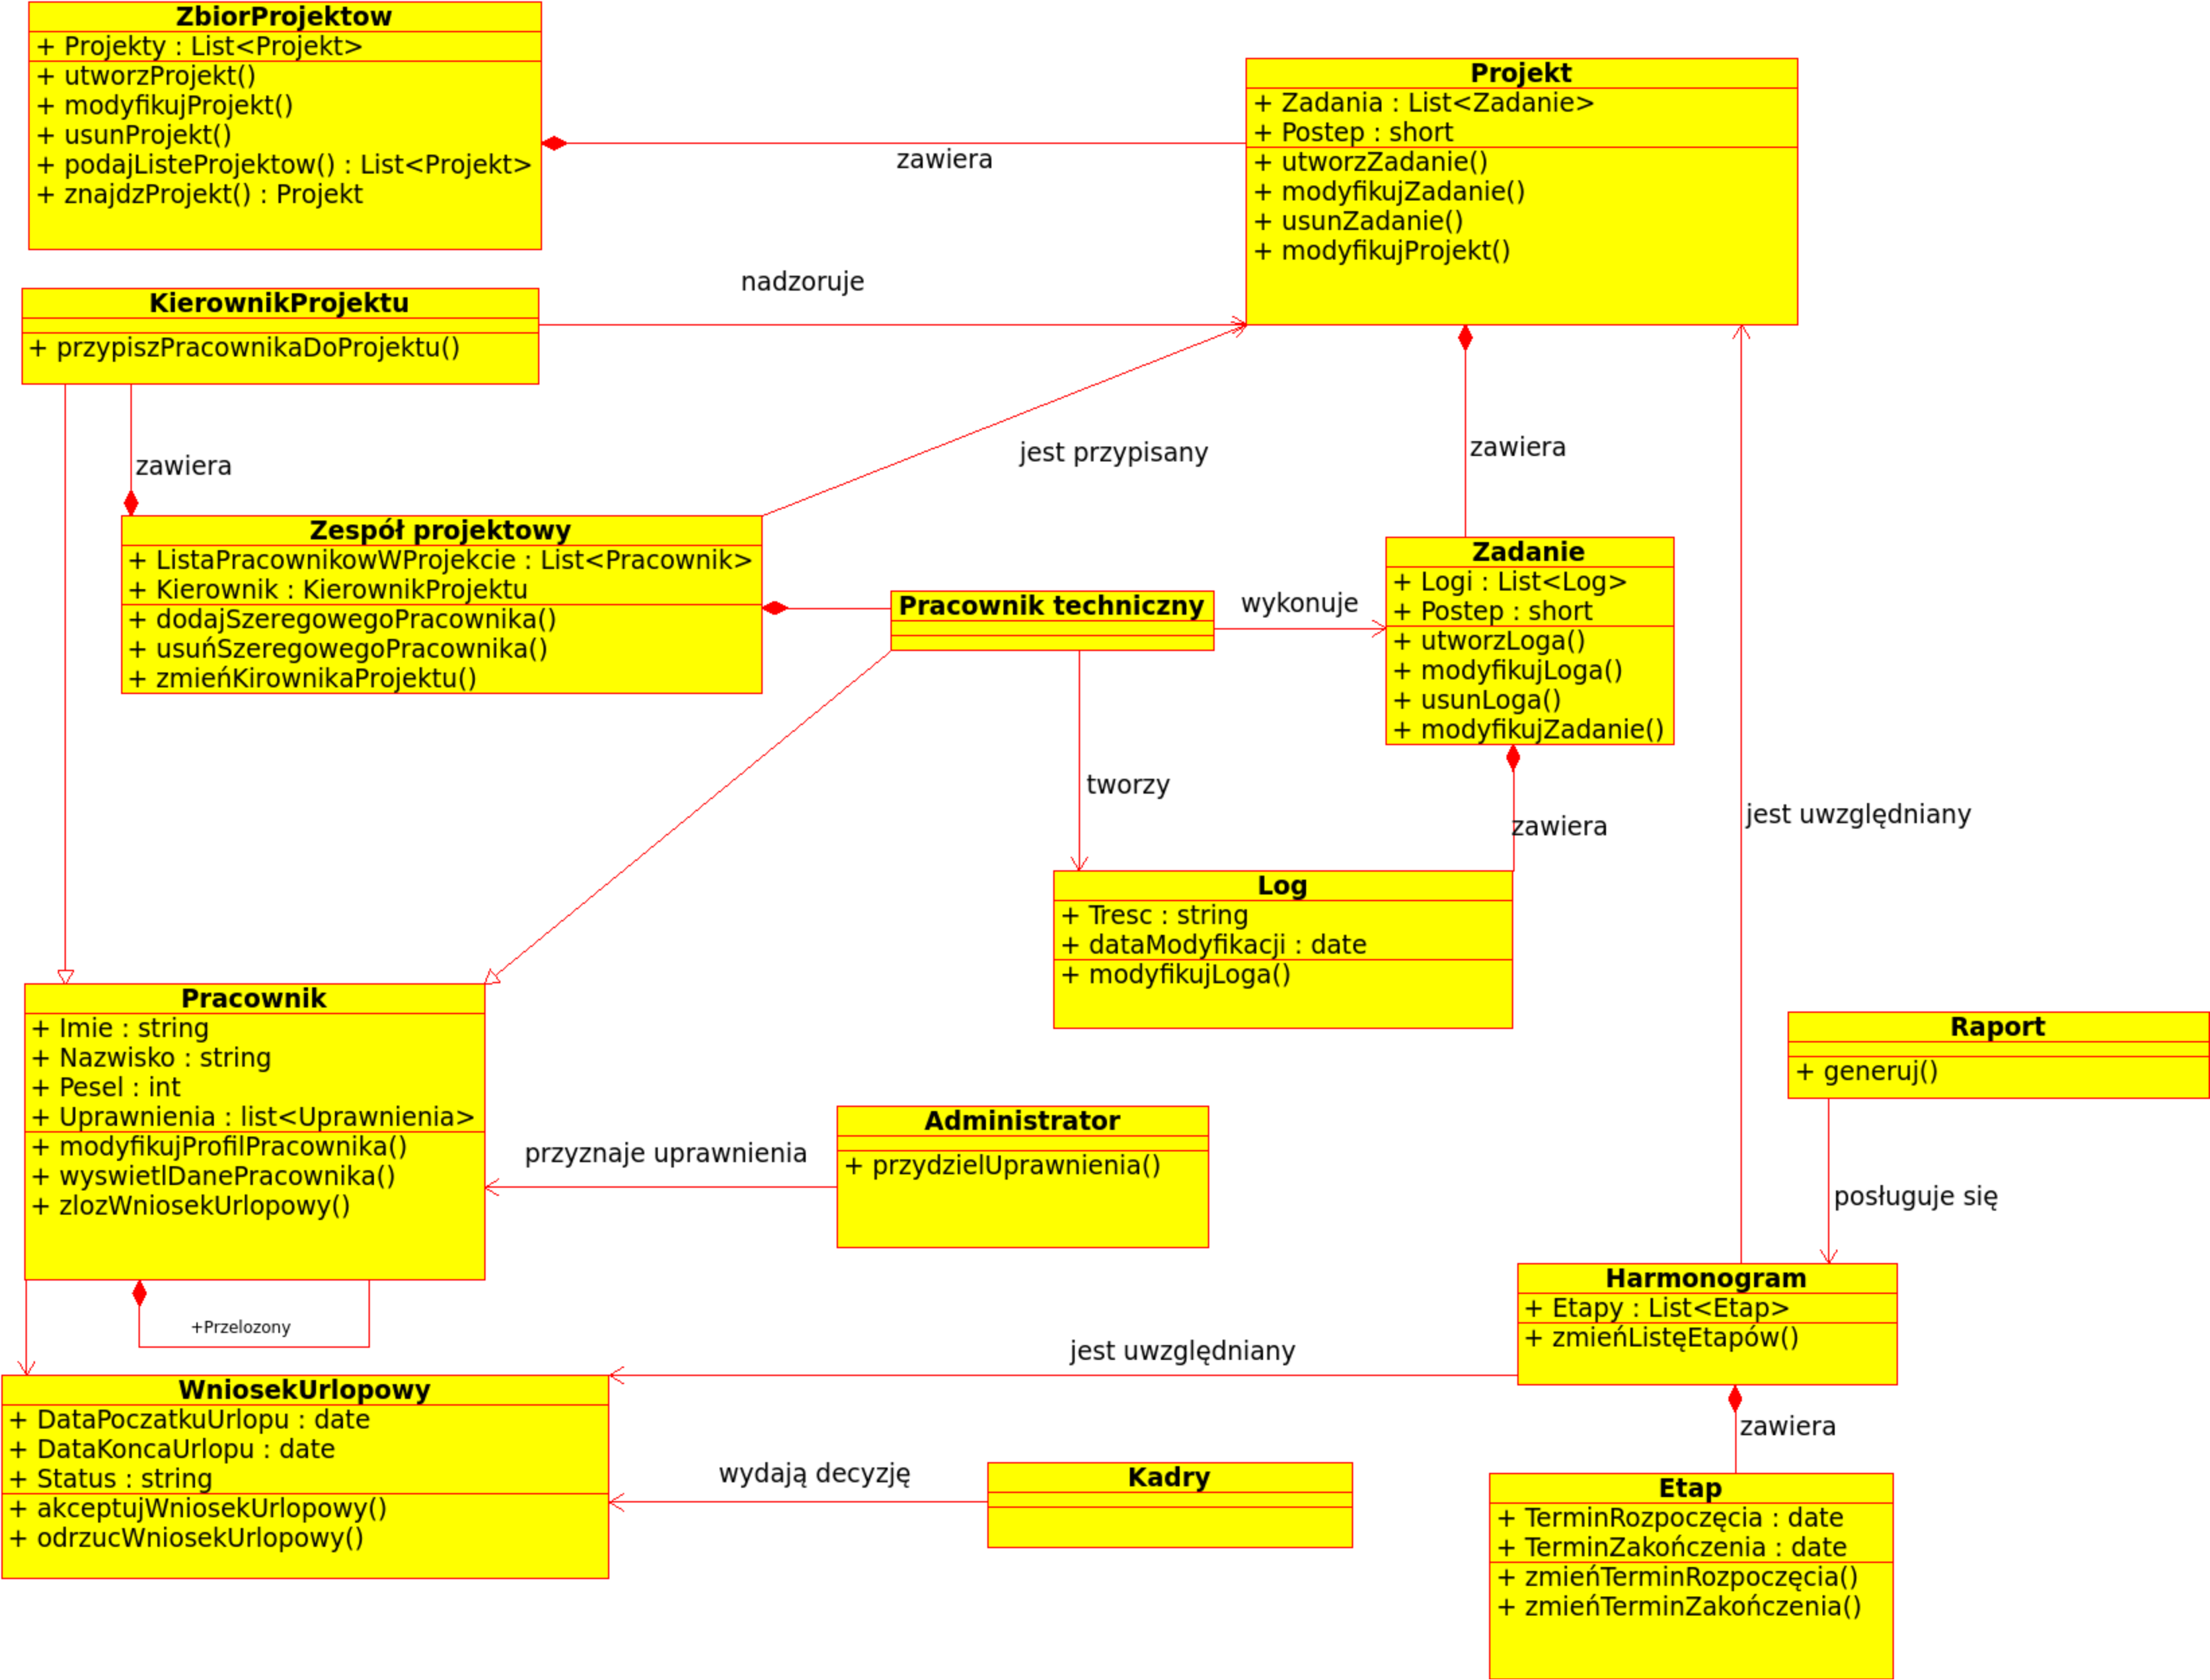 ZbiorProjektow
+ Projekty : List<Projekt>
+ utworzProjekt()
+ modyfikujProjekt()
+ usunProjekt()
+ podajListeProjektow() : List<Projekt>
+ znajdzProjekt() : Projekt
zawiera
Projekt
+ Zadania : List<Zadanie>
+ Postep : short
+ utworzZadanie()
+ modyfikujZadanie()
+ usunZadanie()
+ modyfikujProjekt()
KierownikProjektu
+ przypiszPracownikaDoProjektu()
nadzoruje
zawiera
jest przypisany
zawiera
Zespół projektowy
+ ListaPracownikowWProjekcie : List<Pracownik>
+ Kierownik : KierownikProjektu
+ dodajSzeregowegoPracownika()
+ usuńSzeregowegoPracownika()
+ zmieńKirownikaProjektu()
Pracownik techniczny
wykonuje
Zadanie
+ Logi : List<Log>
+ Postep : short
+ utworzLoga()
+ modyfikujLoga()
+ usunLoga()
+ modyfikujZadanie()
tworzy
zawiera
jest uwzględniany
Log
+ Tresc : string
+ dataModyfikacji : date
+ modyfikujLoga()
Pracownik
+ Imie : string
+ Nazwisko : string
+ Pesel : int
+ Uprawnienia : list<Uprawnienia>
+ modyfikujProfilPracownika()
+ wyswietlDanePracownika()
+ zlozWniosekUrlopowy()
+Przelozony
przyznaje uprawnienia
Administrator
+ przydzielUprawnienia()
Raport
+ generuj()
posługuje się
Harmonogram
+ Etapy : List<Etap>
+ zmieńListęEtapów()
jest uwzględniany
zawiera
WniosekUrlopowy
+ DataPoczatkuUrlopu : date
+ DataKoncaUrlopu : date
+ Status : string
+ akceptujWniosekUrlopowy()
+ odrzucWniosekUrlopowy()
wydają decyzję
Kadry
Etap
+ TerminRozpoczęcia : date
+ TerminZakończenia : date
+ zmieńTerminRozpoczęcia()
+ zmieńTerminZakończenia()